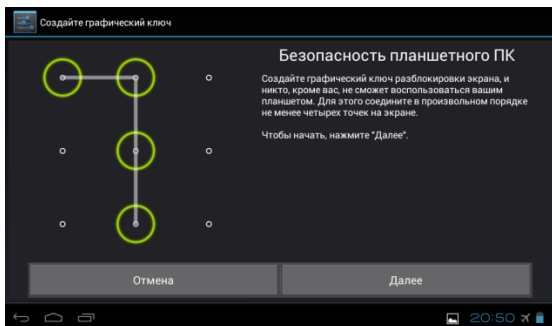 Создайте графический ключ
Безопасность планшетного ПК
Создайте графический ключ разблокировки экрана, и
никто, кроме вас, не сможет воспользоваться вашим
планшетом. Для этого соедините в произвольном порядке
не менее четырех точек на экране.
Чтобы начать, нажмите "Далее".
Отмена
Далее
20:50